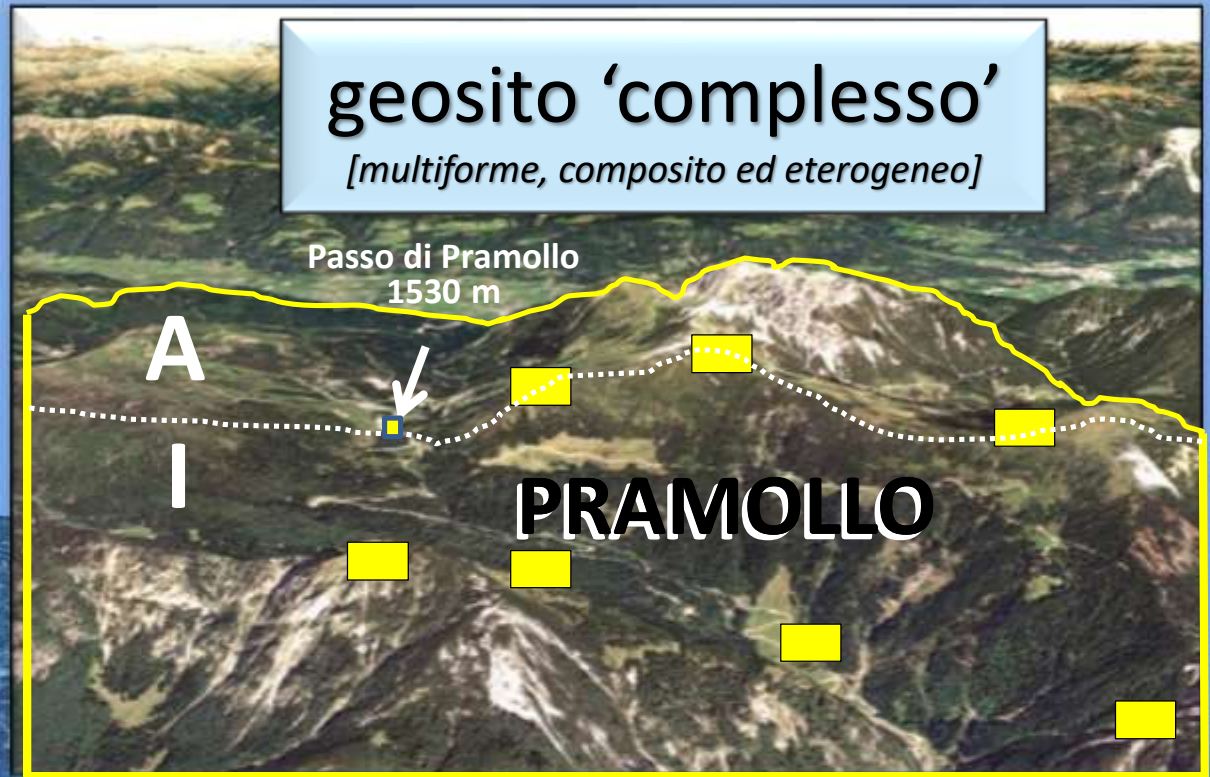 geosito ‘complesso’
[multiforme, composito ed eterogeneo]
Passo di Pramollo
1530 m
A
I
PRAMOLLO